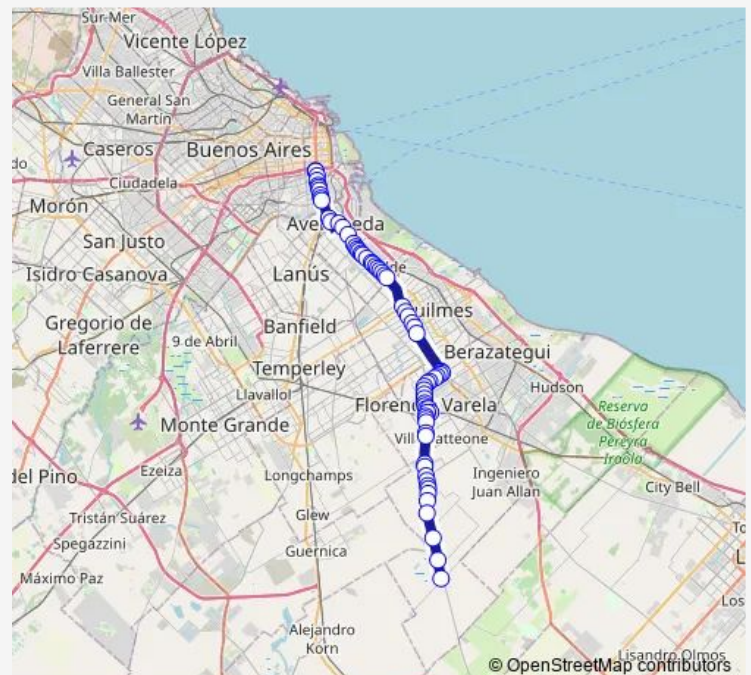 Sur-Mer
Vicente López
Villa Ballester
General San
Martín
Caseros
Buenos Aires
Ciudadela
Morón
San Justo
Isidro Casanova
Lanús
Gregorio de
Laferrere
9 de Abril
Banfield
Berazategui
Temperley
Llavallol
Hudson
Reserva
de Biósfera
Pereyra
Iraola
Varela
Monte Grande
Ezeiza
del Pino
Longchamps
Ingeniero
Juan Allan
City Bell
Tristán Suárez
Glew
Spegazzini
Guernica
Máximo Paz
Los
Alejandro
Korn
Lisandro Olmos
© OpenStreetMap contributors